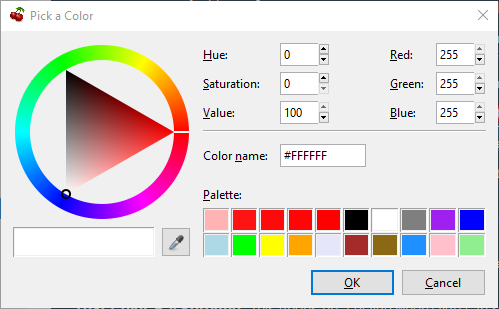 Pick a Color
Hue: 0 Red: 255
Saturation: 0 Green: 255
Value: 100 Blue: 255
Color name: #FFFFFF
Palette:
OK Cancel